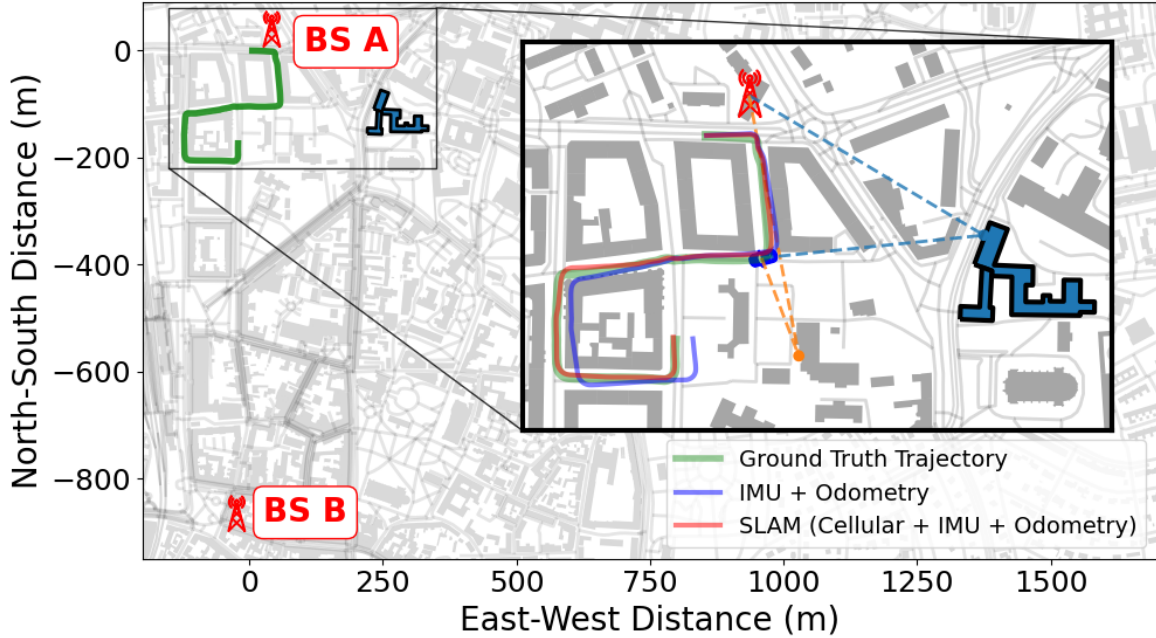 BS A
0
−200
−400
−600
−800
North-South Distance (m)
Ground Truth Trajectory
IMU + Odometry
SLAM (Cellular + IMU + Odometry)
BS B
0
250
500
750
1000
1250
1500
East-West Distance (m)